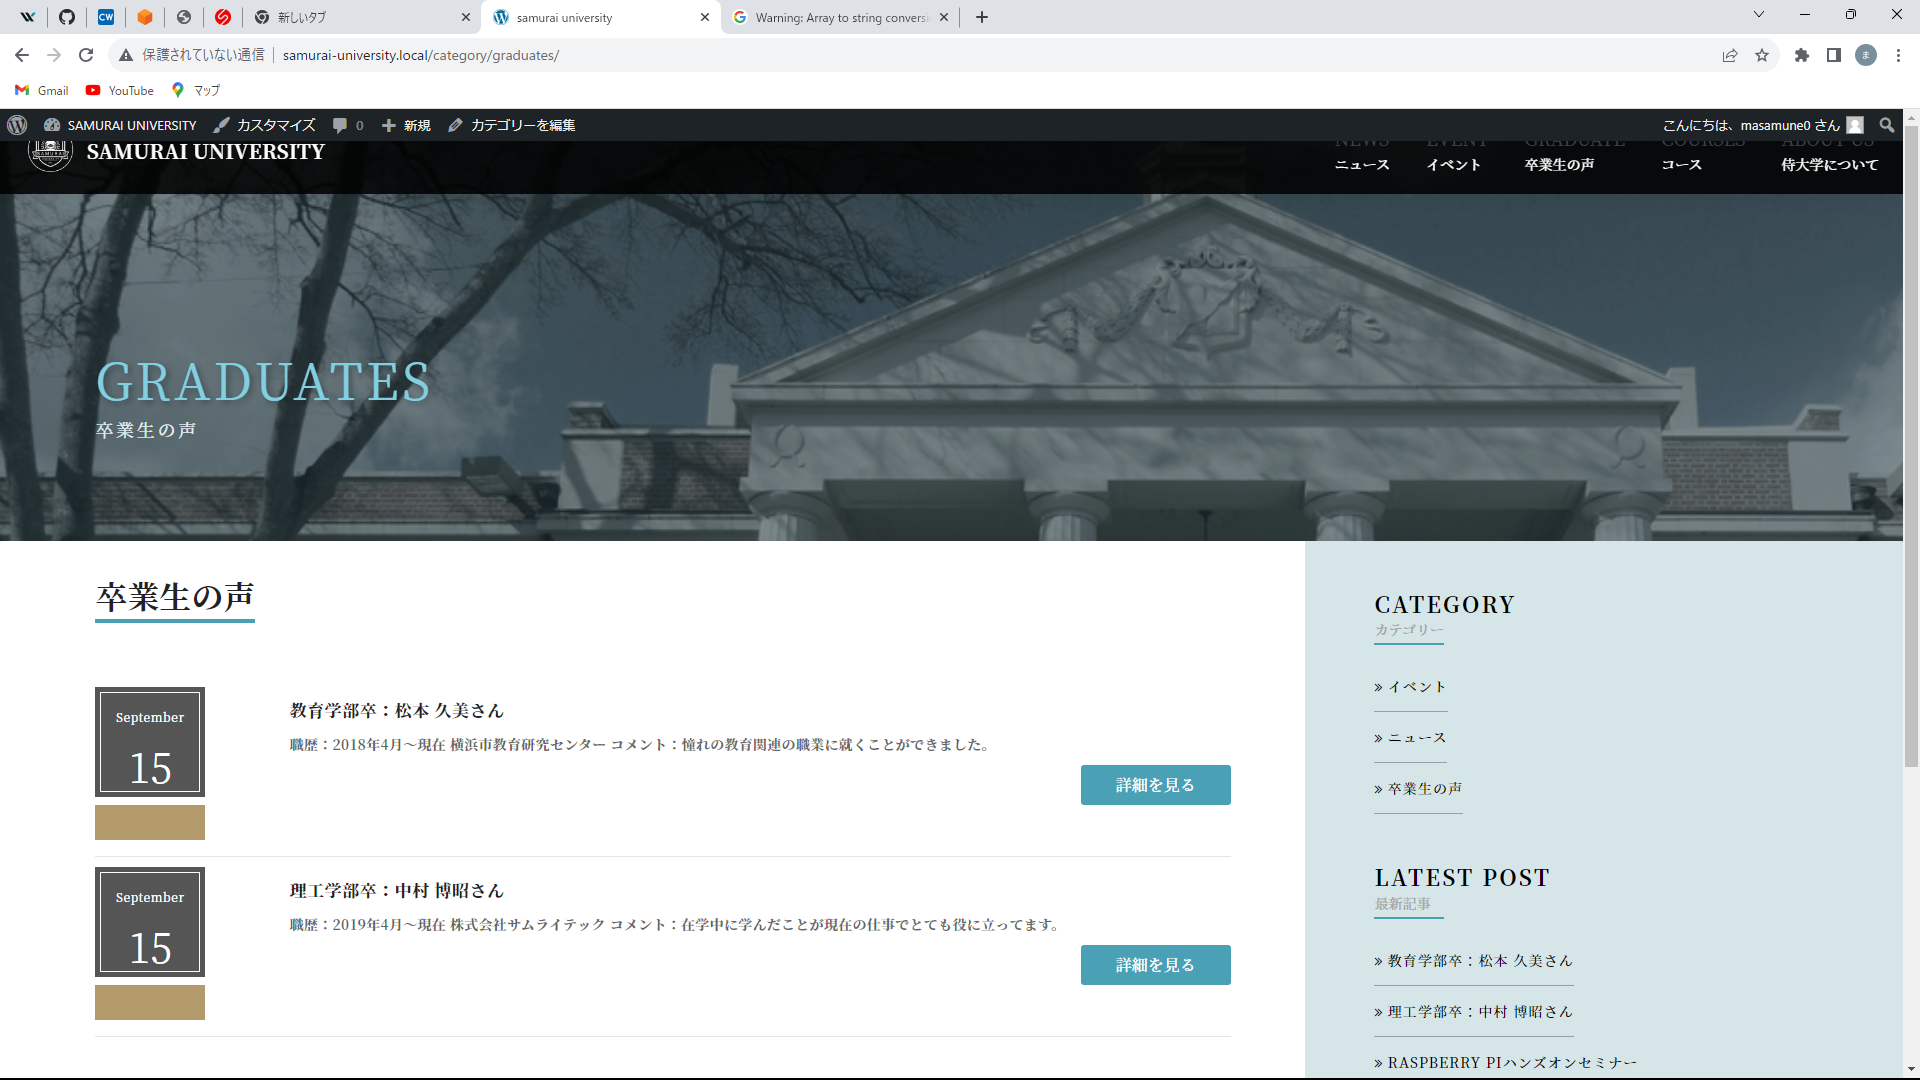 新しいタブ
samurai university
Warning: Array to string conversi
保護されていない通信
samurai-university.local/category/graduates/
ま
Gmail
YouTube
マップ
SAMURAI UNIVERSITY
カスタマイズ
0
新規
カテゴリーを編集
こんにちは、masamune0 さん
SAMURAI UNIVERSITY
NEWS
ニュース
EVENT
イベント
GRADUATE
卒業生の声
COURSES
コース
ABOUT US
侍大学について
GRADUATES
卒業生の声
卒業生の声
September
15
教育学部卒：松本 久美さん
職歴：2018年4月〜現在 横浜市教育研究センター コメント：憧れの教育関連の職業に就くことができました。
詳細を見る
September
15
理工学部卒：中村 博昭さん
職歴：2019年4月〜現在 株式会社サムライテック コメント：在学中に学んだことが現在の仕事でとても役に立ってます。
詳細を見る
CATEGORY
カテゴリー
» イベント
» ニュース
» 卒業生の声
LATEST POST
最新記事
» 教育学部卒：松本 久美さん
» 理工学部卒：中村 博昭さん
» RASPBERRY PIハンズオンセミナー